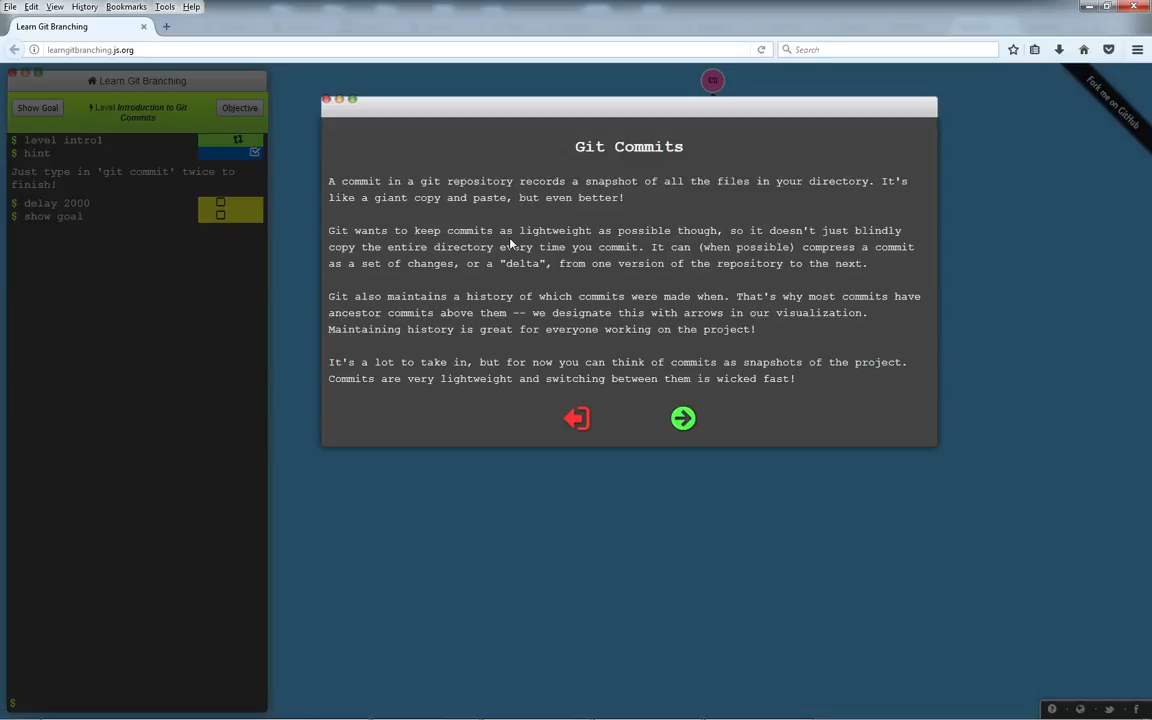 File Edit View History Bookmarks Tools Help
Learn Git Branching
learngitbranching.js.org
Search
Learn Git Branching
Show Goal
Level Introduction to Git
Commits
Objective
$ level intro1
$ hint
Just type in 'git commit' twice to
finish!
$ delay 2000
$ show goal
$
C0
Fork me on GitHub
Git Commits
A commit in a git repository records a snapshot of all the files in your directory. It's
like a giant copy and paste, but even better!
Git wants to keep commits as lightweight as possible though, so it doesn't just blindly
copy the entire directory every time you commit. It can (when possible) compress a commit
as a set of changes, or a "delta", from one version of the repository to the next.
Git also maintains a history of which commits were made when. That's why most commits have
ancestor commits above them -- we designate this with arrows in our visualization.
Maintaining history is great for everyone working on the project!
It's a lot to take in, but for now you can think of commits as snapshots of the project.
Commits are very lightweight and switching between them is wicked fast!